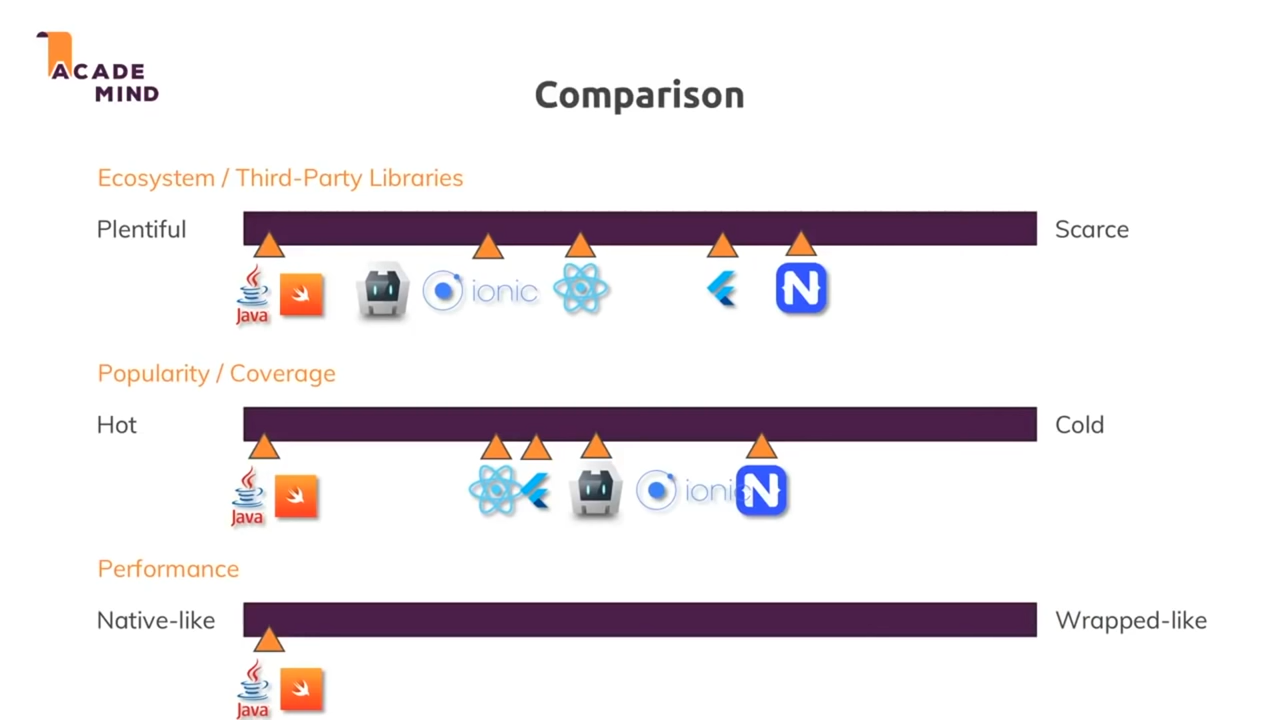 ACADE
MIND
Comparison
Ecosystem / Third-Party Libraries
Plentiful
Scarce
Java
ionic
N
Popularity / Coverage
Hot
Cold
Java
ionic
N
Performance
Native-like
Wrapped-like
Java